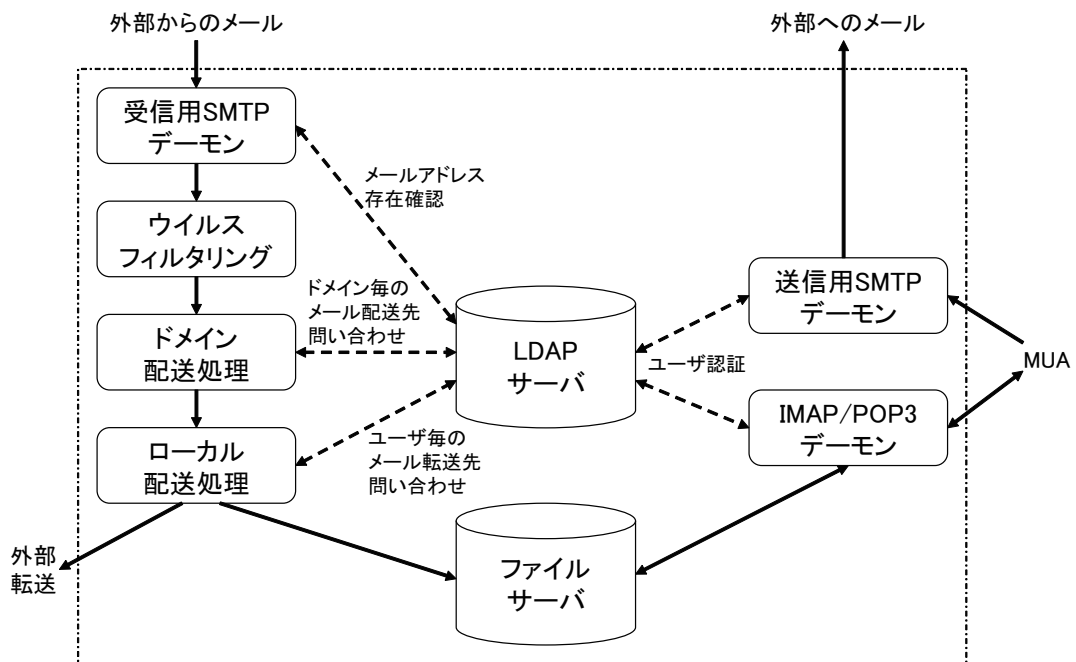 外部からのメール
外部へのメール
受信用SMTP
デーモン
メールアドレス
存在確認
ウイルス
フィルタリング
ドメイン毎の
メール配送先
問い合わせ
ドメイン
配送処理
LDAP
サーバ
送信用SMTP
デーモン
ユーザ認証
MUA
IMAP/POP3
デーモン
ローカル
配送処理
ユーザ毎の
メール転送先
問い合わせ
外部
転送
ファイル
サーバ